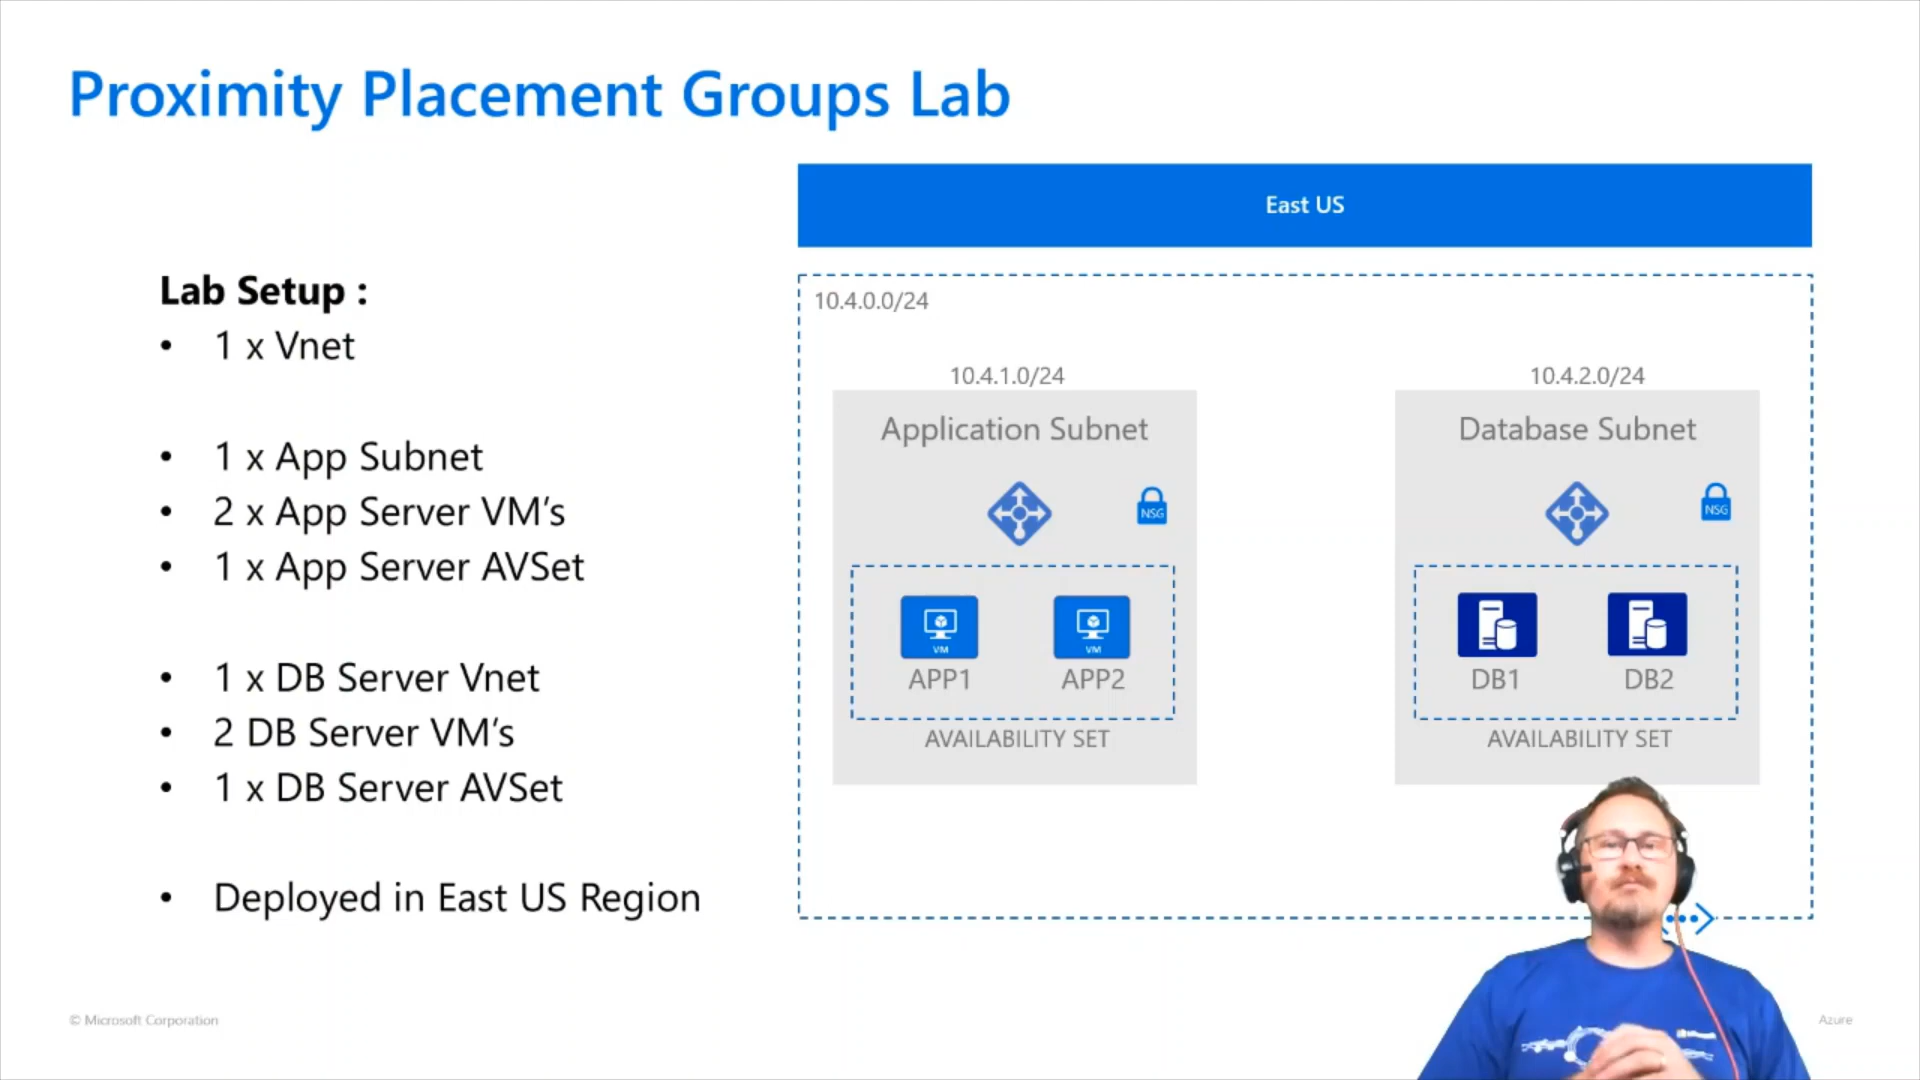 Proximity Placement Groups Lab
East US
Lab Setup :
• 1 x Vnet
• 1 x App Subnet
• 2 x App Server VM's
• 1 x App Server AVSet
• 1 x DB Server Vnet
• 2 DB Server VM's
• 1 x DB Server AVSet
• Deployed in East US Region
10.4.0.0/24
10.4.1.0/24
Application Subnet
NSG
VM
VM
APP1
APP2
AVAILABILITY SET
10.4.2.0/24
Database Subnet
NSG
DB1
DB2
AVAILABILITY SET
© Microsoft Corporation
Azure